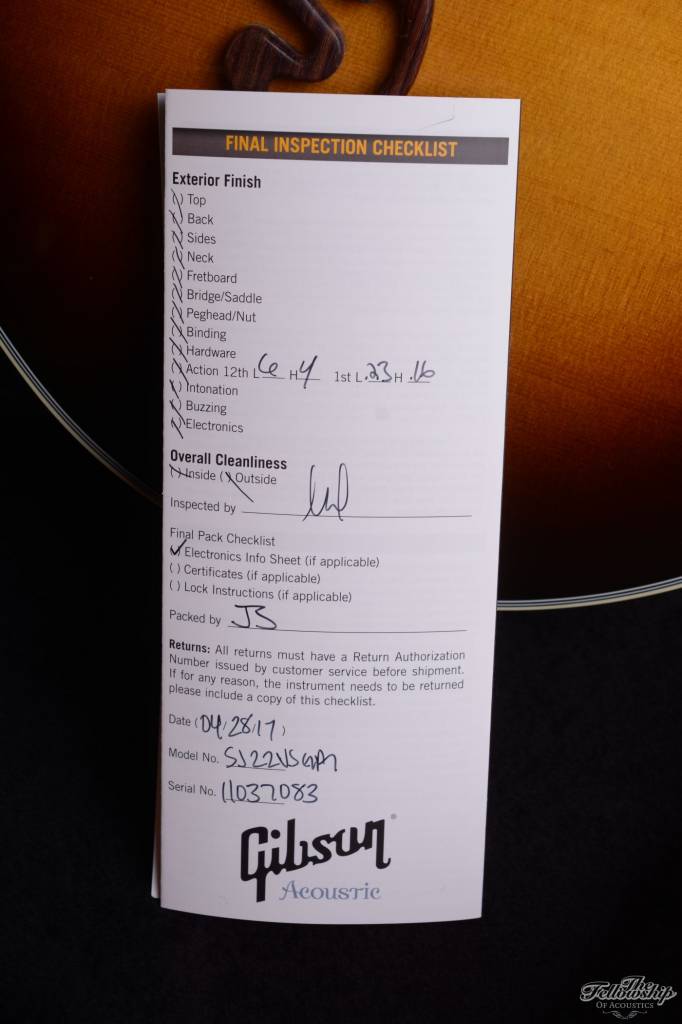 FINAL INSPECTION CHECKLIST
Exterior Finish
( ) Top
( ) Back
( ) Sides
( ) Neck
( ) Fretboard
( ) Bridge/Saddle
( ) Peghead/Nut
( ) Binding
( ) Hardware
( ) Action 12th L 6 H 4 1st L .23 H .16
( ) Intonation
( ) Buzzing
( ) Electronics
Overall Cleanliness
( ) Inside ( ) Outside
Inspected by
Final Pack Checklist
(✓) Electronics Info Sheet (if applicable)
( ) Certificates (if applicable)
( ) Lock Instructions (if applicable)
Packed by JS
Returns: All returns must have a Return Authorization
Number issued by customer service before shipment.
If for any reason, the instrument needs to be returned
please include a copy of this checklist.
Date (04/28/17)
Model No.
Serial No. 11037083
Gibson
Acoustic
The
Fellowship
OF ACOUSTICS